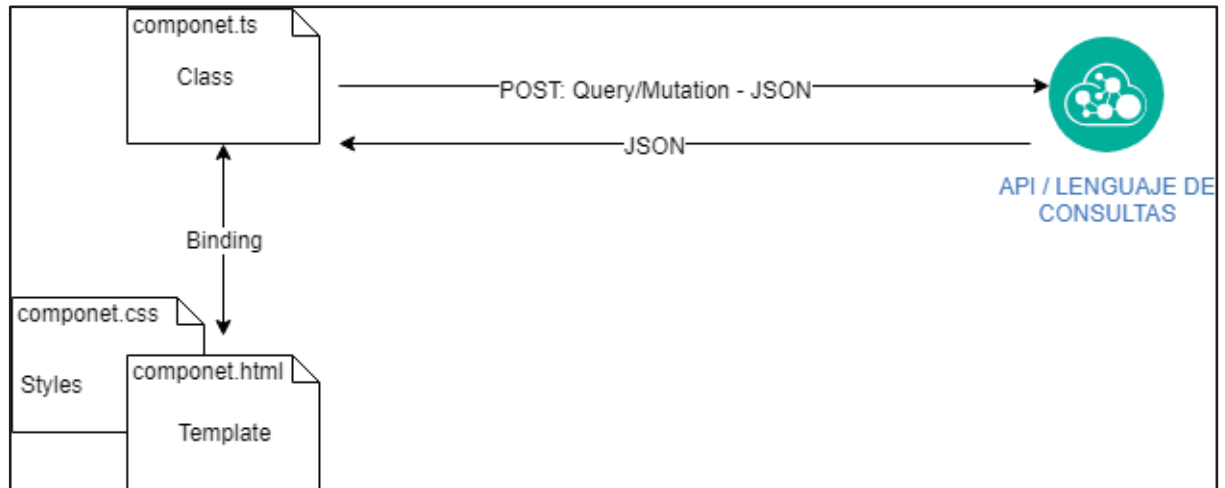 componet.ts
Class
POST: Query/Mutation - JSON
JSON
API / LENGUAJE DE
CONSULTAS
Binding
componet.css
Styles
componet.html
Template